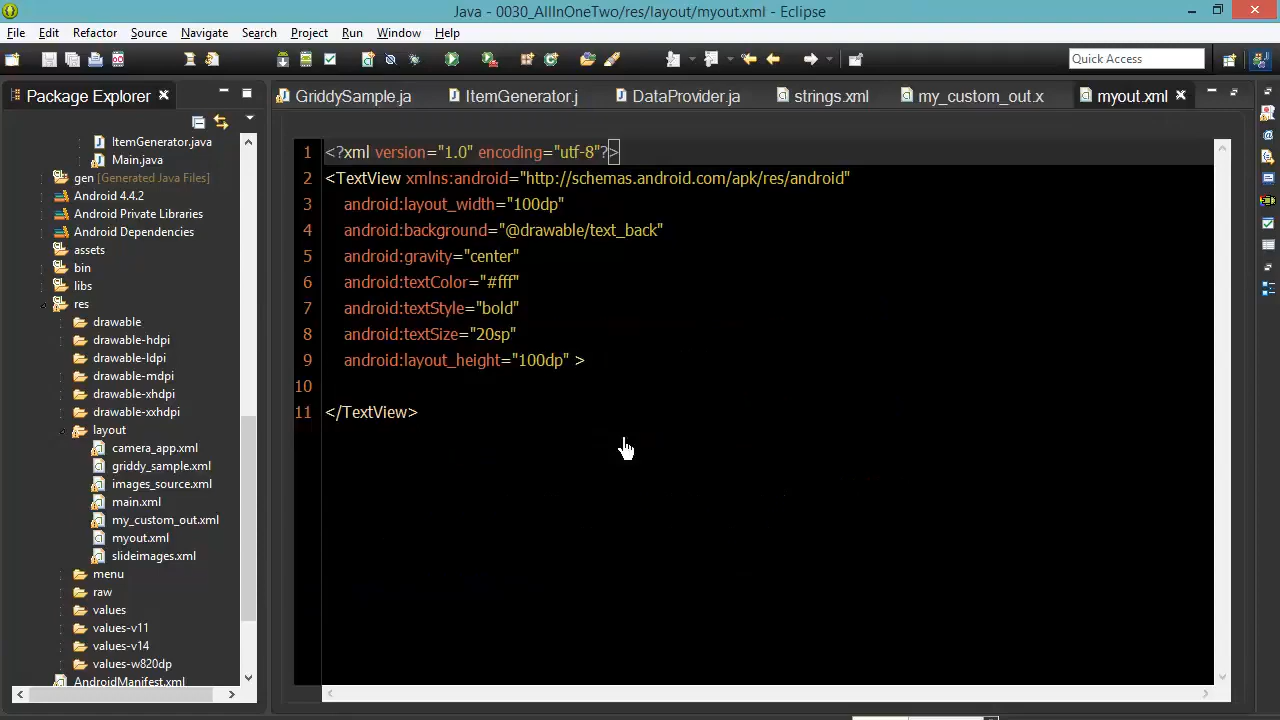 Java - 0030_AllInOneTwo/res/layout/myout.xml - Eclipse
File Edit Refactor Source Navigate Search Project Run Window Help
Quick Access
Package Explorer
GriddySample.ja ItemGenerator.j DataProvider.ja strings.xml my_custom_out.x myout.xml
ItemGenerator.java
Main.java
gen [Generated Java Files]
Android 4.4.2
Android Private Libraries
Android Dependencies
assets
bin
libs
res
drawable
drawable-hdpi
drawable-ldpi
drawable-mdpi
drawable-xhdpi
drawable-xxhdpi
layout
camera_app.xml
griddy_sample.xml
images_source.xml
main.xml
my_custom_out.xml
myout.xml
slideimages.xml
menu
raw
values
values-v11
values-v14
values-w820dp
AndroidManifest.xml
1 <?xml version="1.0" encoding="utf-8"?>
2 <TextView xmlns:android="http://schemas.android.com/apk/res/android"
3 android:layout_width="100dp"
4 android:background="@drawable/text_back"
5 android:gravity="center"
6 android:textColor="#fff"
7 android:textStyle="bold"
8 android:textSize="20sp"
9 android:layout_height="100dp" >
10
11 </TextView>